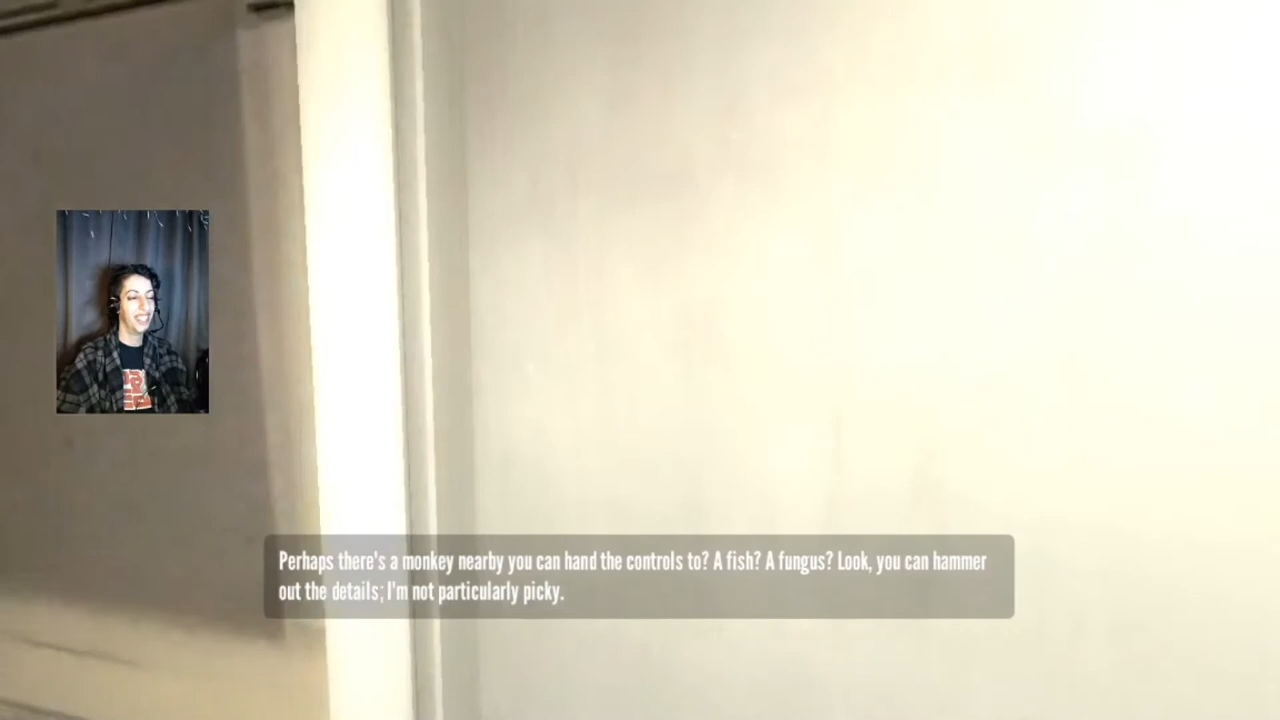 Perhaps there's a monkey nearby you can hand the controls to? A fish? A fungus? Look, you can hammer
out the details; I'm not particularly picky.